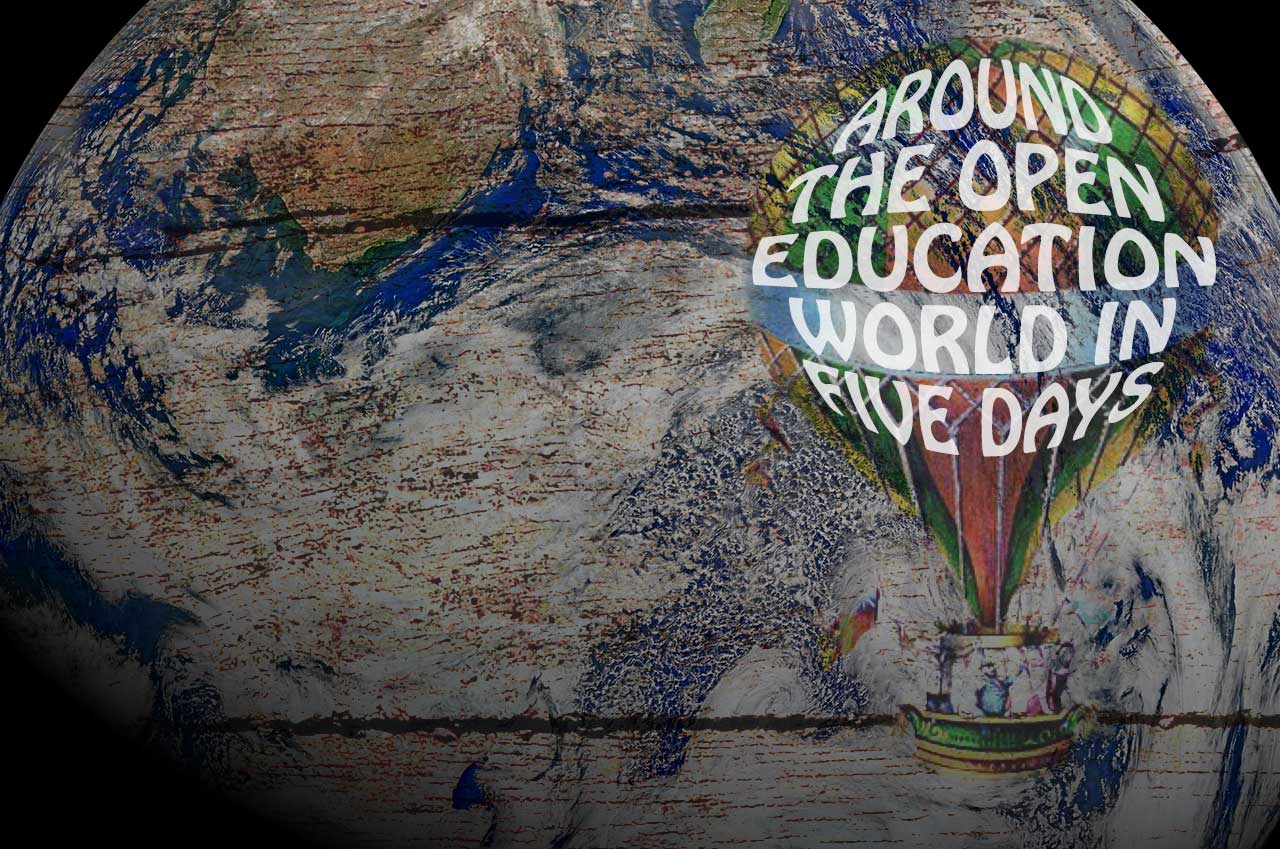 AROUND
THE OPEN
EDUCATION
WORLD IN
FIVE DAYS